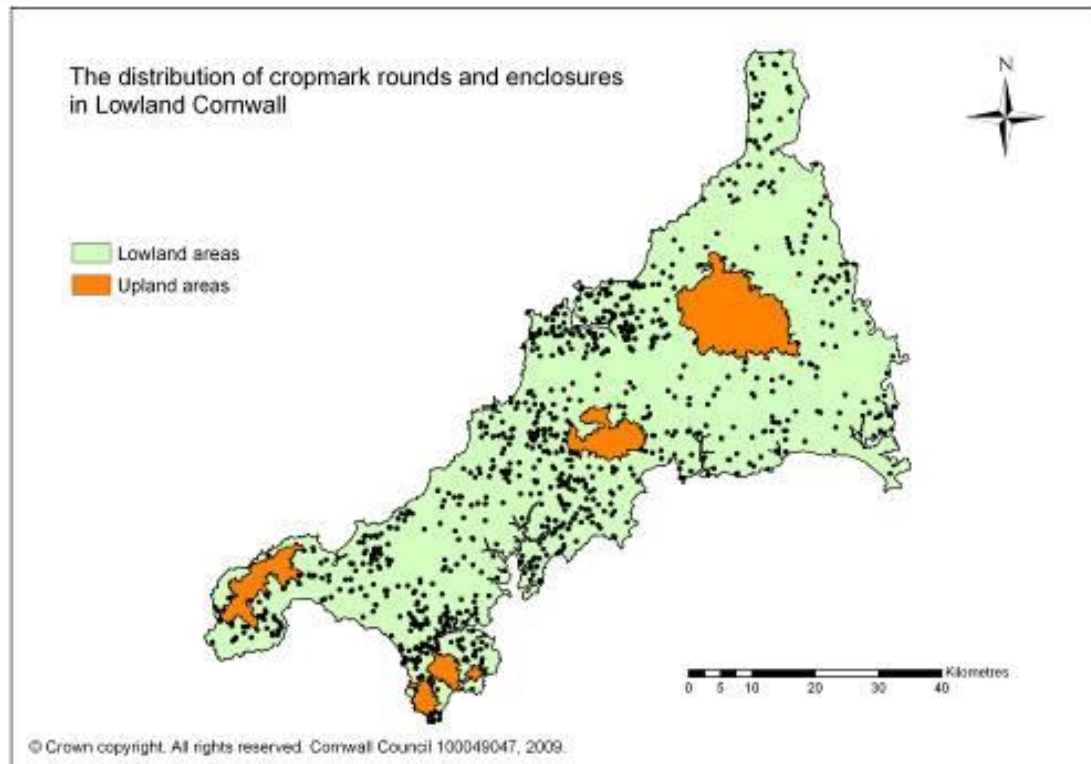 The distribution of cropmark rounds and enclosures
in Lowland Cornwall
N
Lowland areas
Upland areas
Kilometres
0 5 10 20 30 40
© Crown copyright. All rights reserved. Cornwall Council 100049047, 2009.